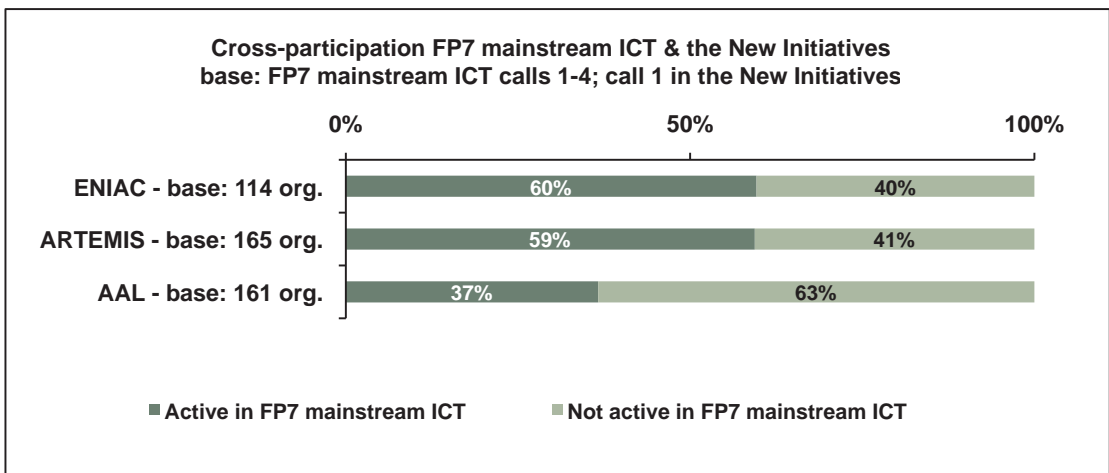 Cross-participation FP7 mainstream ICT & the New Initiatives
base: FP7 mainstream ICT calls 1-4; call 1 in the New Initiatives
0% 50% 100%
ENIAC - base: 114 org. 60% 40%
ARTEMIS - base: 165 org. 59% 41%
AAL - base: 161 org. 37% 63%
Active in FP7 mainstream ICT Not active in FP7 mainstream ICT